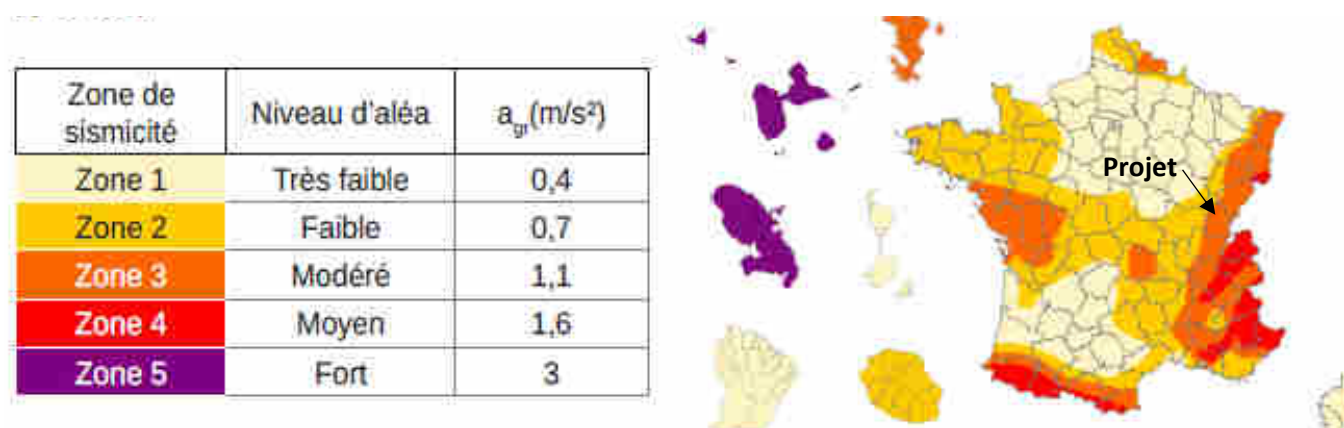 Zone de sismicité Niveau d'aléa a_gr(m/s²)
Zone 1 Très faible 0,4
Zone 2 Faible 0,7
Zone 3 Modéré 1,1
Zone 4 Moyen 1,6
Zone 5 Fort 3
Projet